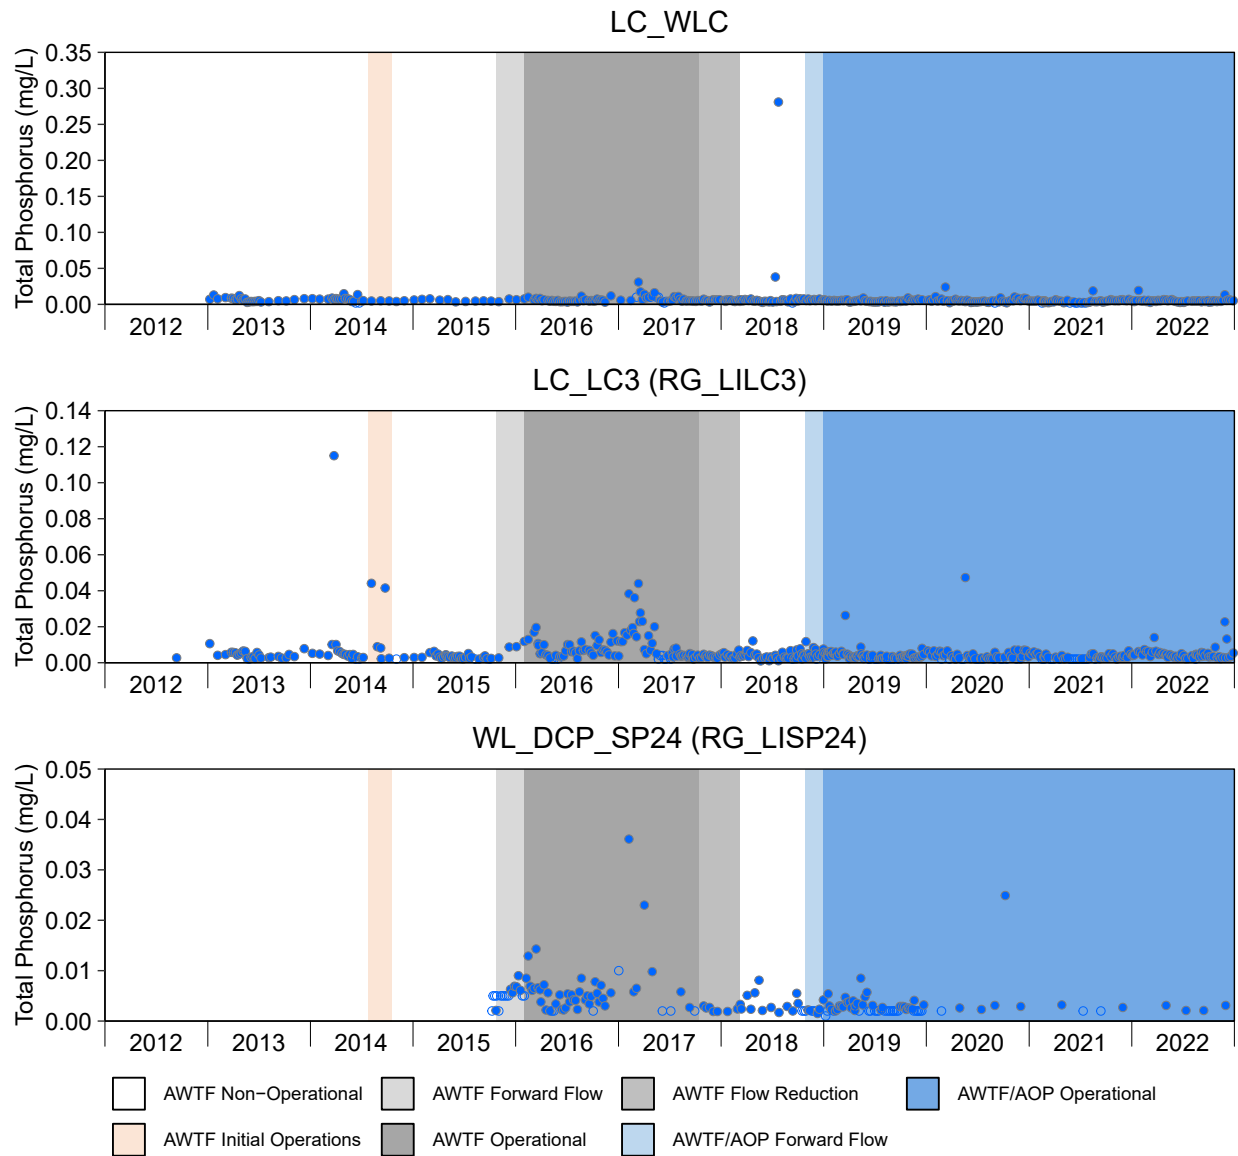 LC_WLC
Total Phosphorus (mg/L)
0.35
0.30
0.25
0.20
0.15
0.10
0.05
0.00
2012 2013 2014 2015 2016 2017 2018 2019 2020 2021 2022
LC_LC3 (RG_LILC3)
Total Phosphorus (mg/L)
0.14
0.12
0.10
0.08
0.06
0.04
0.02
0.00
2012 2013 2014 2015 2016 2017 2018 2019 2020 2021 2022
WL_DCP_SP24 (RG_LISP24)
Total Phosphorus (mg/L)
0.05
0.04
0.03
0.02
0.01
0.00
2012 2013 2014 2015 2016 2017 2018 2019 2020 2021 2022
AWTF Non−Operational AWTF Forward Flow AWTF Flow Reduction AWTF/AOP Operational
AWTF Initial Operations AWTF Operational AWTF/AOP Forward Flow